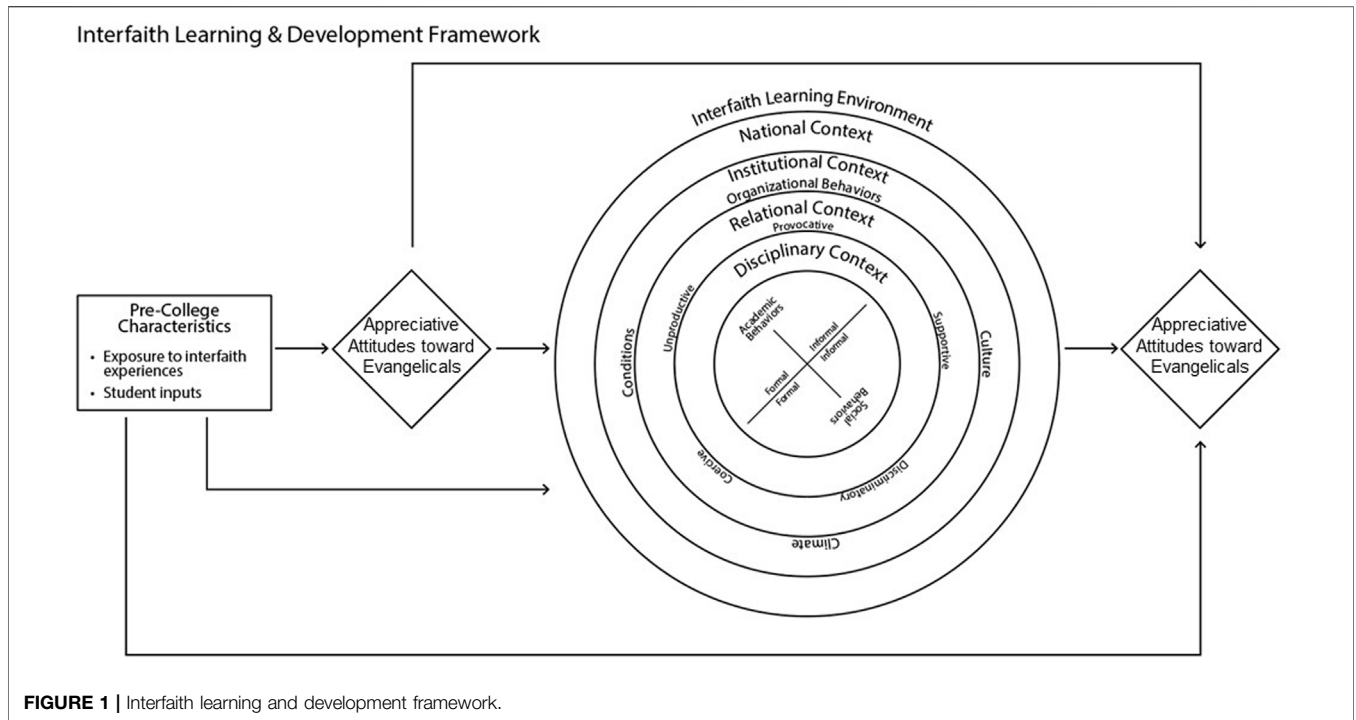 Interfaith Learning & Development Framework
Interfaith Learning Environment
National Context
Institutional Context
Organizational Behaviors
Relational Context
Provocative
Disciplinary Context
Pre-College
Characteristics
• Exposure to interfaith
experiences
• Student inputs
Appreciative
Attitudes toward
Evangelicals
Conditions
Unproductive
Academic
Behaviors
Informal
Informal
Formal
Formal
Social
Behaviors
Supportive
Culture
Coercive
Discriminatory
Climate
Appreciative
Attitudes toward
Evangelicals
FIGURE 1 | Interfaith learning and development framework.